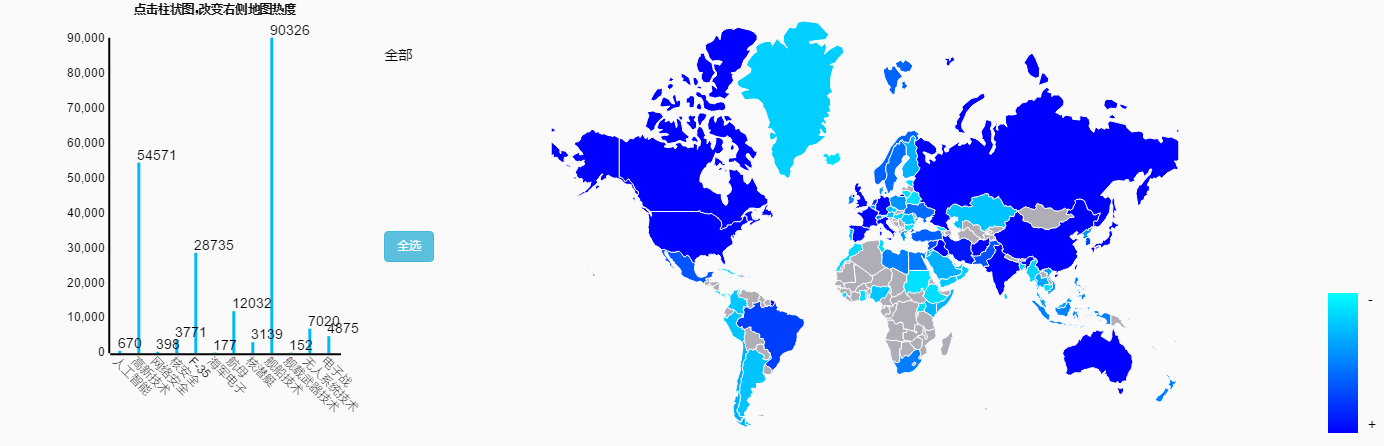 点击柱状图,改变右侧地图热度
90,000
80,000
70,000
60,000
50,000
40,000
30,000
20,000
10,000
0
670
54571
398
3771
28735
177
12032
3139
90326
152
7020
4875
人工智能
高新技术
网络安全
核安全
F-35
海军电子
航母
核潜艇
舰船技术
舰载武器技术
无人系统技术
电子战
全部
全选
-
+